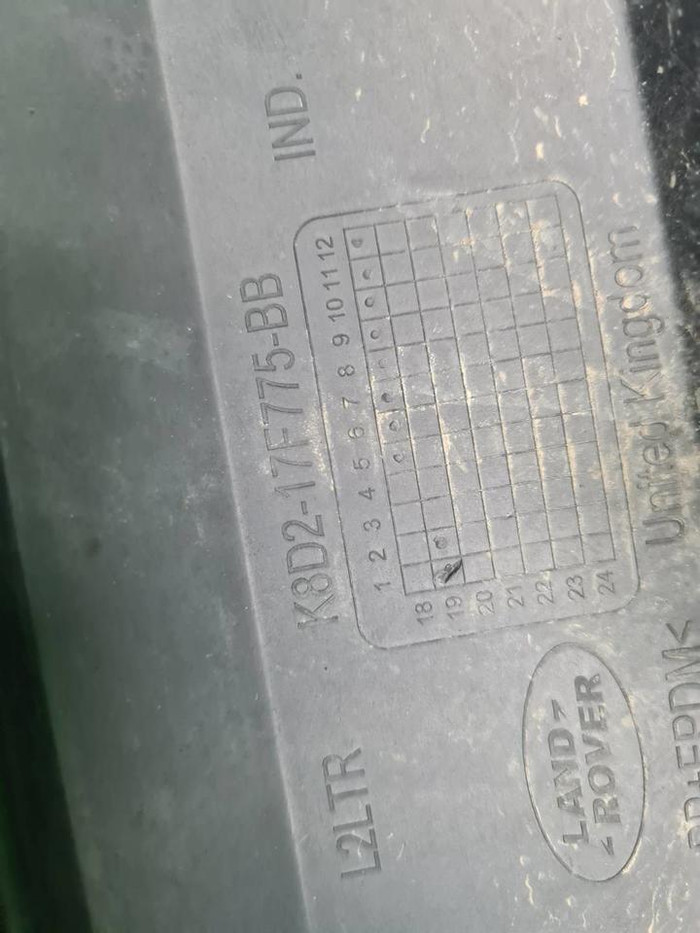 L2LTR
K8D2-17F775-BB
IND.
1 2 3 4 5 6 7 8 9 10 11 12
18
19
20
21
22
23
24
LAND
ROVER
United Kingdom